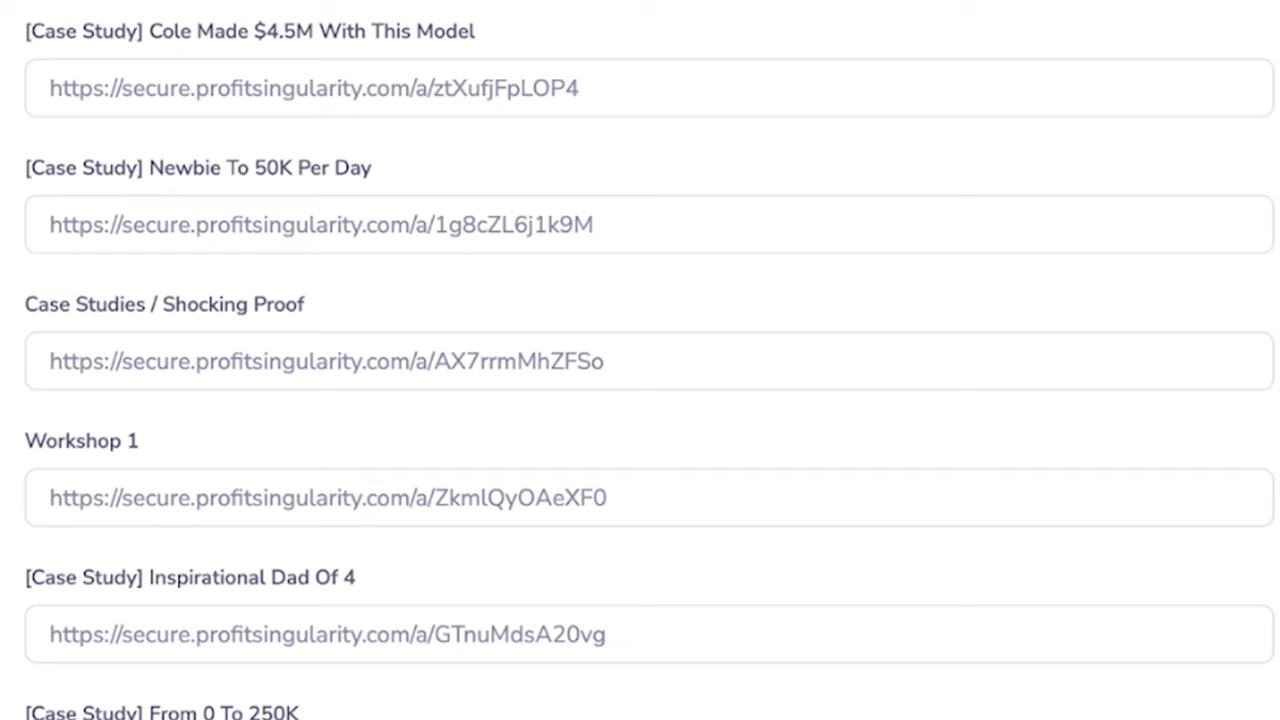 [Case Study] Cole Made $4.5M With This Model
https://secure.profitsingularity.com/a/ztXufjFpLOP4
[Case Study] Newbie To 50K Per Day
https://secure.profitsingularity.com/a/1g8cZL6j1k9M
Case Studies / Shocking Proof
https://secure.profitsingularity.com/a/AX7rrmMhZFSo
Workshop 1
https://secure.profitsingularity.com/a/ZkmlQyOAeXF0
[Case Study] Inspirational Dad Of 4
https://secure.profitsingularity.com/a/GTnuMdsA20vg
[Case Study] From 0 To 250K